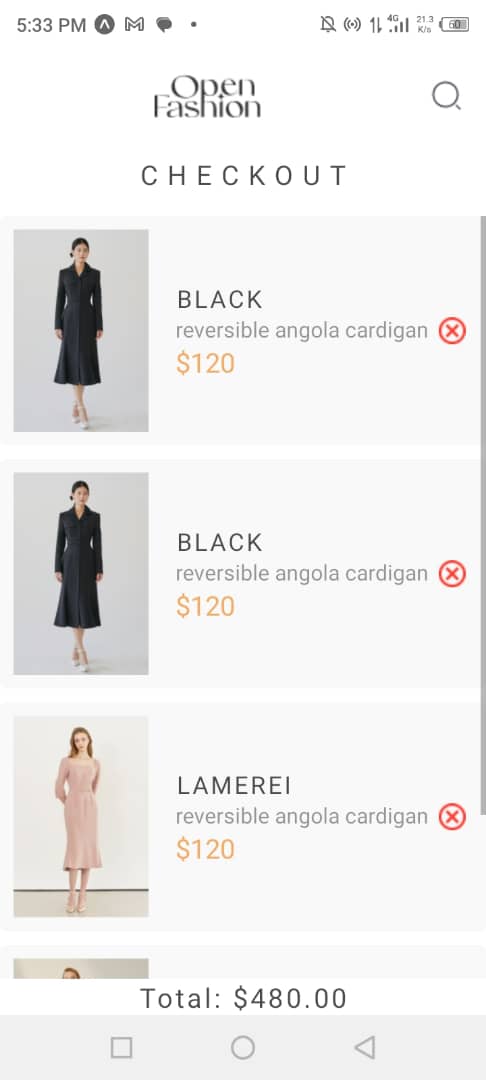 5:33 PM
4G
21.3
K/s
60
Open
Fashion
CHECKOUT
BLACK
reversible angola cardigan
$120
BLACK
reversible angola cardigan
$120
LAMEREI
reversible angola cardigan
$120
Total: $480.00